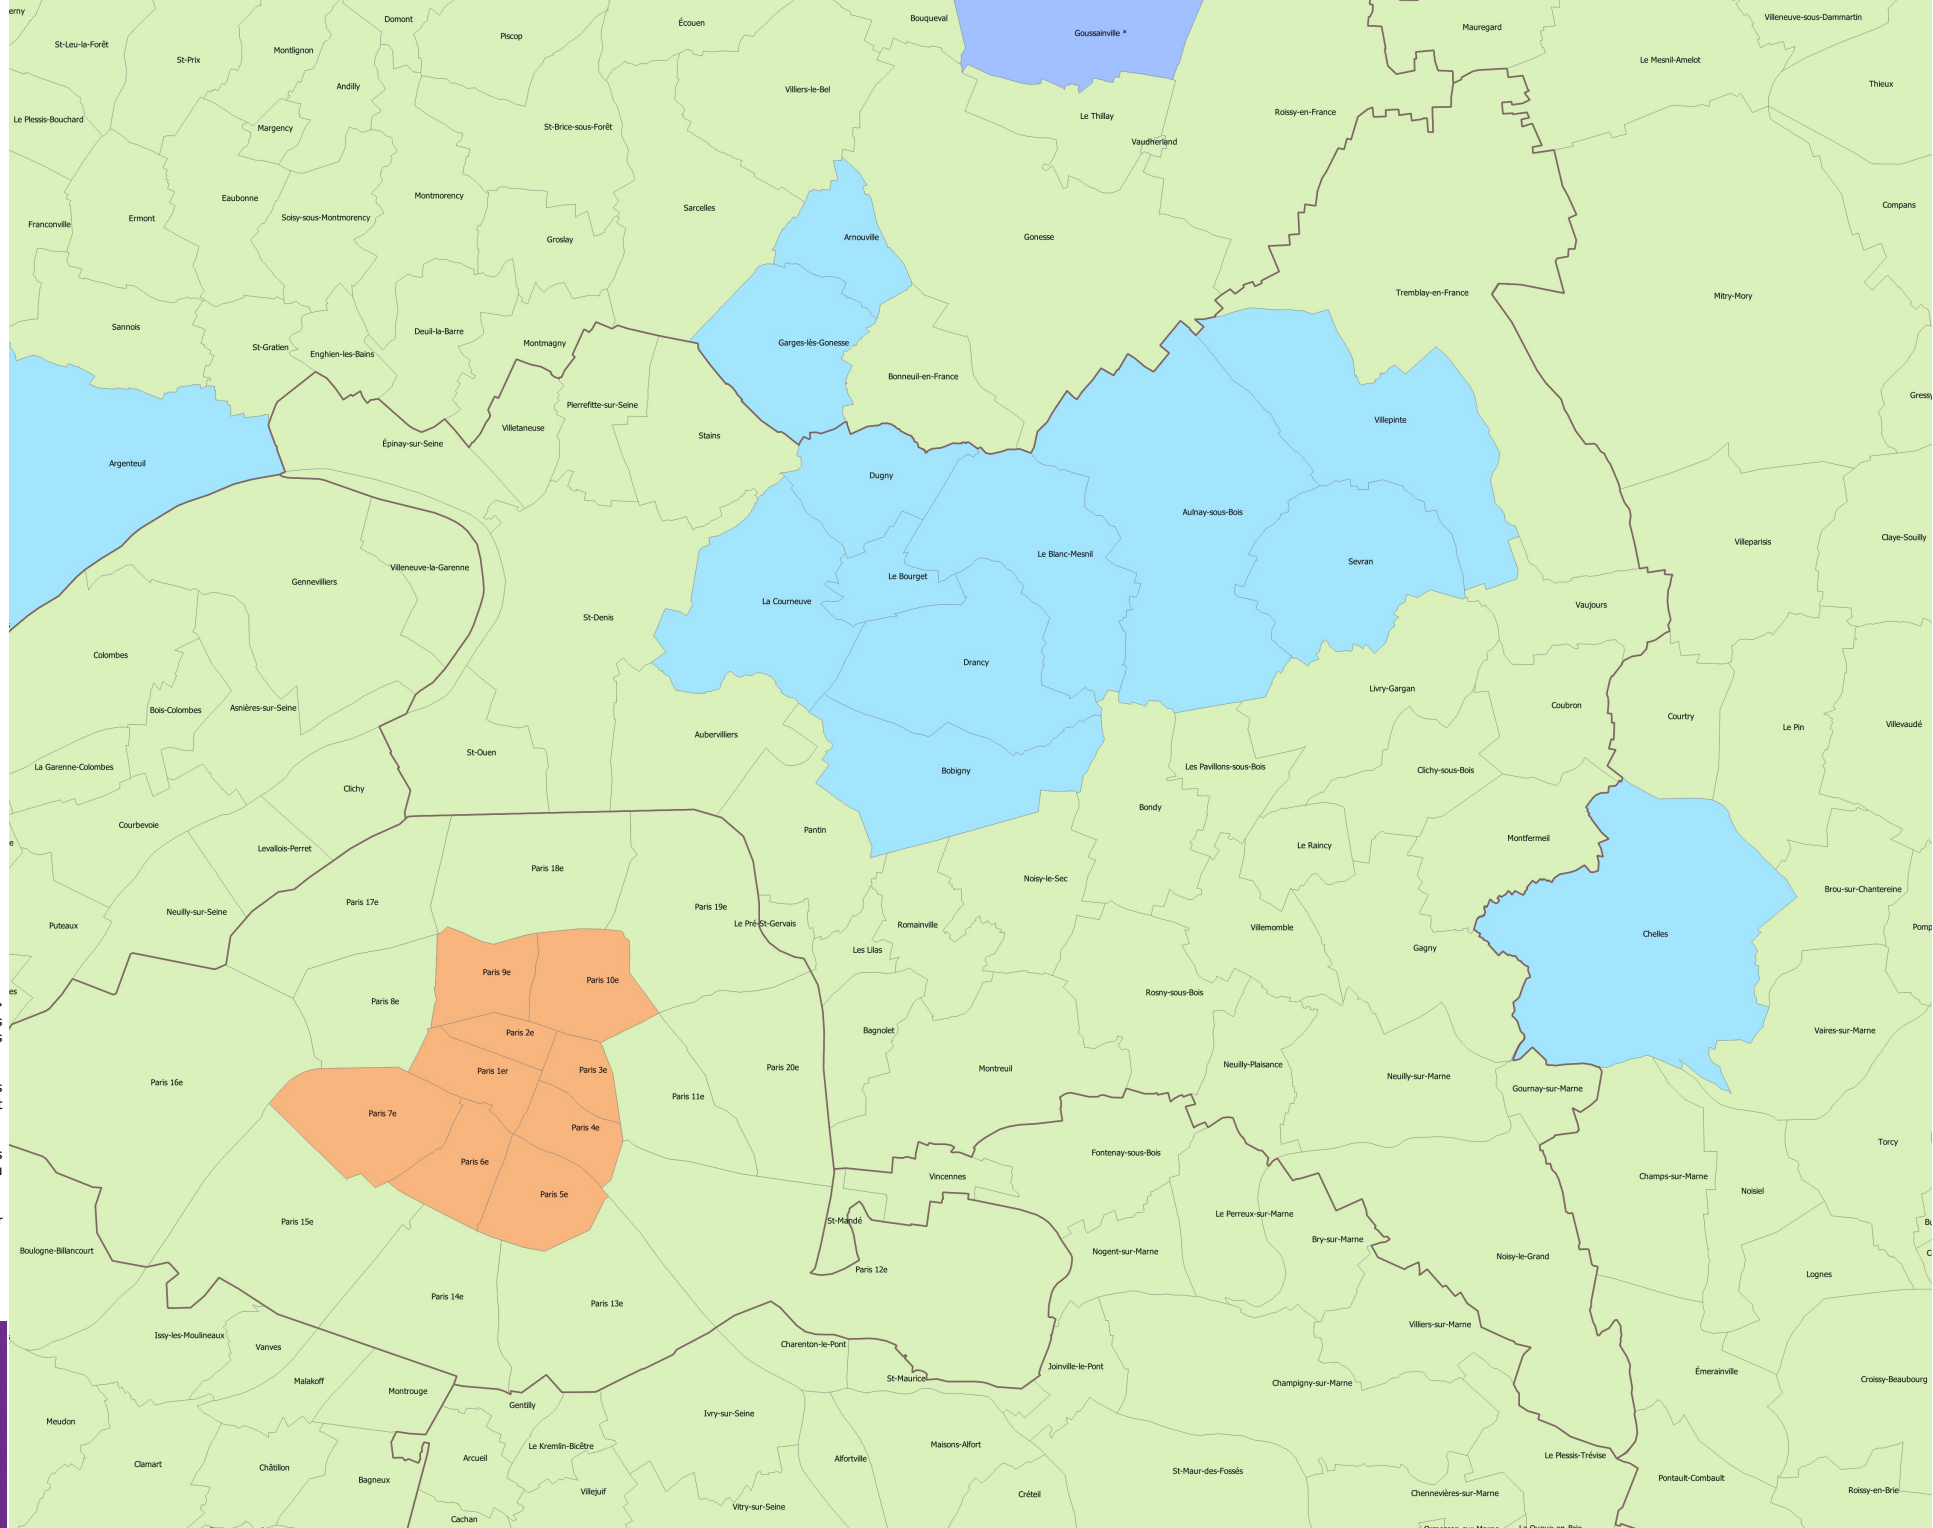 erny
Domont
Piscop
Écouen
Bouqueval
Goussainville *
Mauregard
Villeneuve-sous-Dammartin
St-Leu-la-Forêt
Montlignon
St-Prix
Andilly
Villiers-le-Bel
Le Mesnil-Amelot
Thieux
Le Plessis-Bouchard
Margency
St-Brice-sous-Forêt
Le Thillay
Roissy-en-France
Vaudherland
Franconville
Ermont
Eaubonne
Soisy-sous-Montmorency
Montmorency
Groslay
Sarcelles
Arnouville
Gonesse
Compans
Tremblay-en-France
Mitry-Mory
Sannois
St-Gratien
Enghien-les-Bains
Deuil-la-Barre
Montmagny
Garges-lès-Gonesse
Bonneuil-en-France
Gressy
Pierrefitte-sur-Seine
Villetaneuse
Stains
Villepinte
Épinay-sur-Seine
Argenteuil
Dugny
Aulnay-sous-Bois
Villeparisis
Claye-Souilly
Le Blanc-Mesnil
Sevran
Gennevilliers
Villeneuve-la-Garenne
Le Bourget
La Courneuve
Vaujours
St-Denis
Colombes
Drancy
Livry-Gargan
Bois-Colombes
Asnières-sur-Seine
Coubron
Courtry
Le Pin
Villevaudé
Aubervilliers
St-Ouen
La Garenne-Colombes
Bobigny
Les Pavillons-sous-Bois
Clichy-sous-Bois
Clichy
Bondy
Courbevoie
Pantin
Montfermeil
Levallois-Perret
Le Raincy
Paris 18e
Noisy-le-Sec
Brou-sur-Chantereine
Paris 17e
Paris 19e
Neuilly-sur-Seine
Puteaux
Le Pré-St-Gervais
Romainville
Villemomble
Pomp
Chelles
Les Lilas
Gagny
Paris 9e
Paris 10e
Rosny-sous-Bois
es
Paris 8e
Paris 2e
Bagnolet
Vaires-sur-Marne
Paris 1er
Paris 3e
Paris 20e
Montreuil
Neuilly-Plaisance
Neuilly-sur-Marne
Gournay-sur-Marne
Paris 16e
Paris 11e
Paris 7e
Paris 4e
Torcy
Fontenay-sous-Bois
Paris 6e
Vincennes
Champs-sur-Marne
Noisiel
Paris 5e
Le Perreux-sur-Marne
Paris 15e
St-Mandé
Bry-sur-Marne
Boulogne-Billancourt
Nogent-sur-Marne
Noisy-le-Grand
Paris 12e
Lognes
Paris 14e
Paris 13e
Villiers-sur-Marne
Issy-les-Moulineaux
Vanves
Charenton-le-Pont
Joinville-le-Pont
Émerainville
Malakoff
St-Maurice
Croissy-Beaubourg
Montrouge
Champigny-sur-Marne
Gentilly
Ivry-sur-Seine
Meudon
Le Kremlin-Bicêtre
Maisons-Alfort
Arcueil
Alfortville
Le Plessis-Trévise
Clamart
Châtillon
St-Maur-des-Fossés
Pontault-Combault
Bagneux
Villejuif
Créteil
Chennevières-sur-Marne
Roissy-en-Brie
Vitry-sur-Seine
Cachan